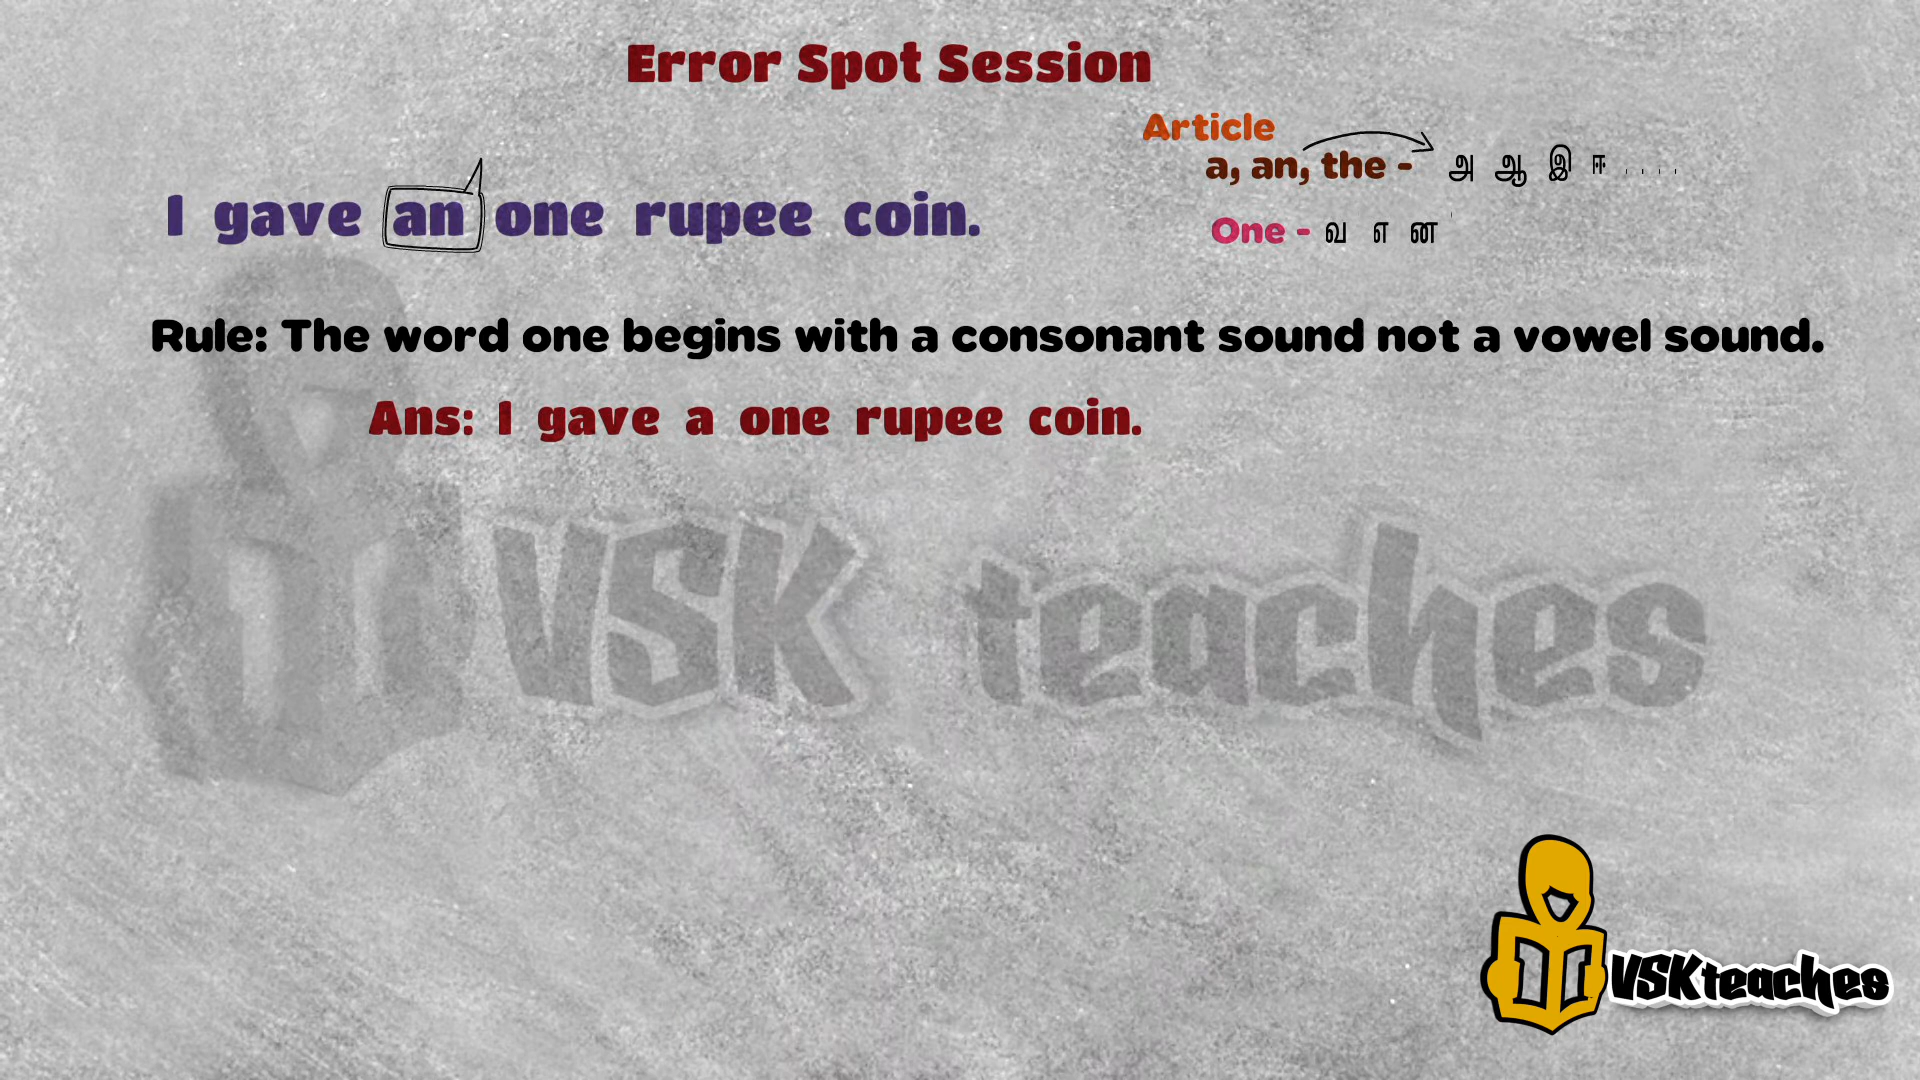 Error Spot Session
Article
a, an, the - அ ஆ இ ஈ . . . .
I gave an one rupee coin.
One - வ எ ன
Rule: The word one begins with a consonant sound not a vowel sound.
Ans: I gave a one rupee coin.
VSK teaches
VSKteaches